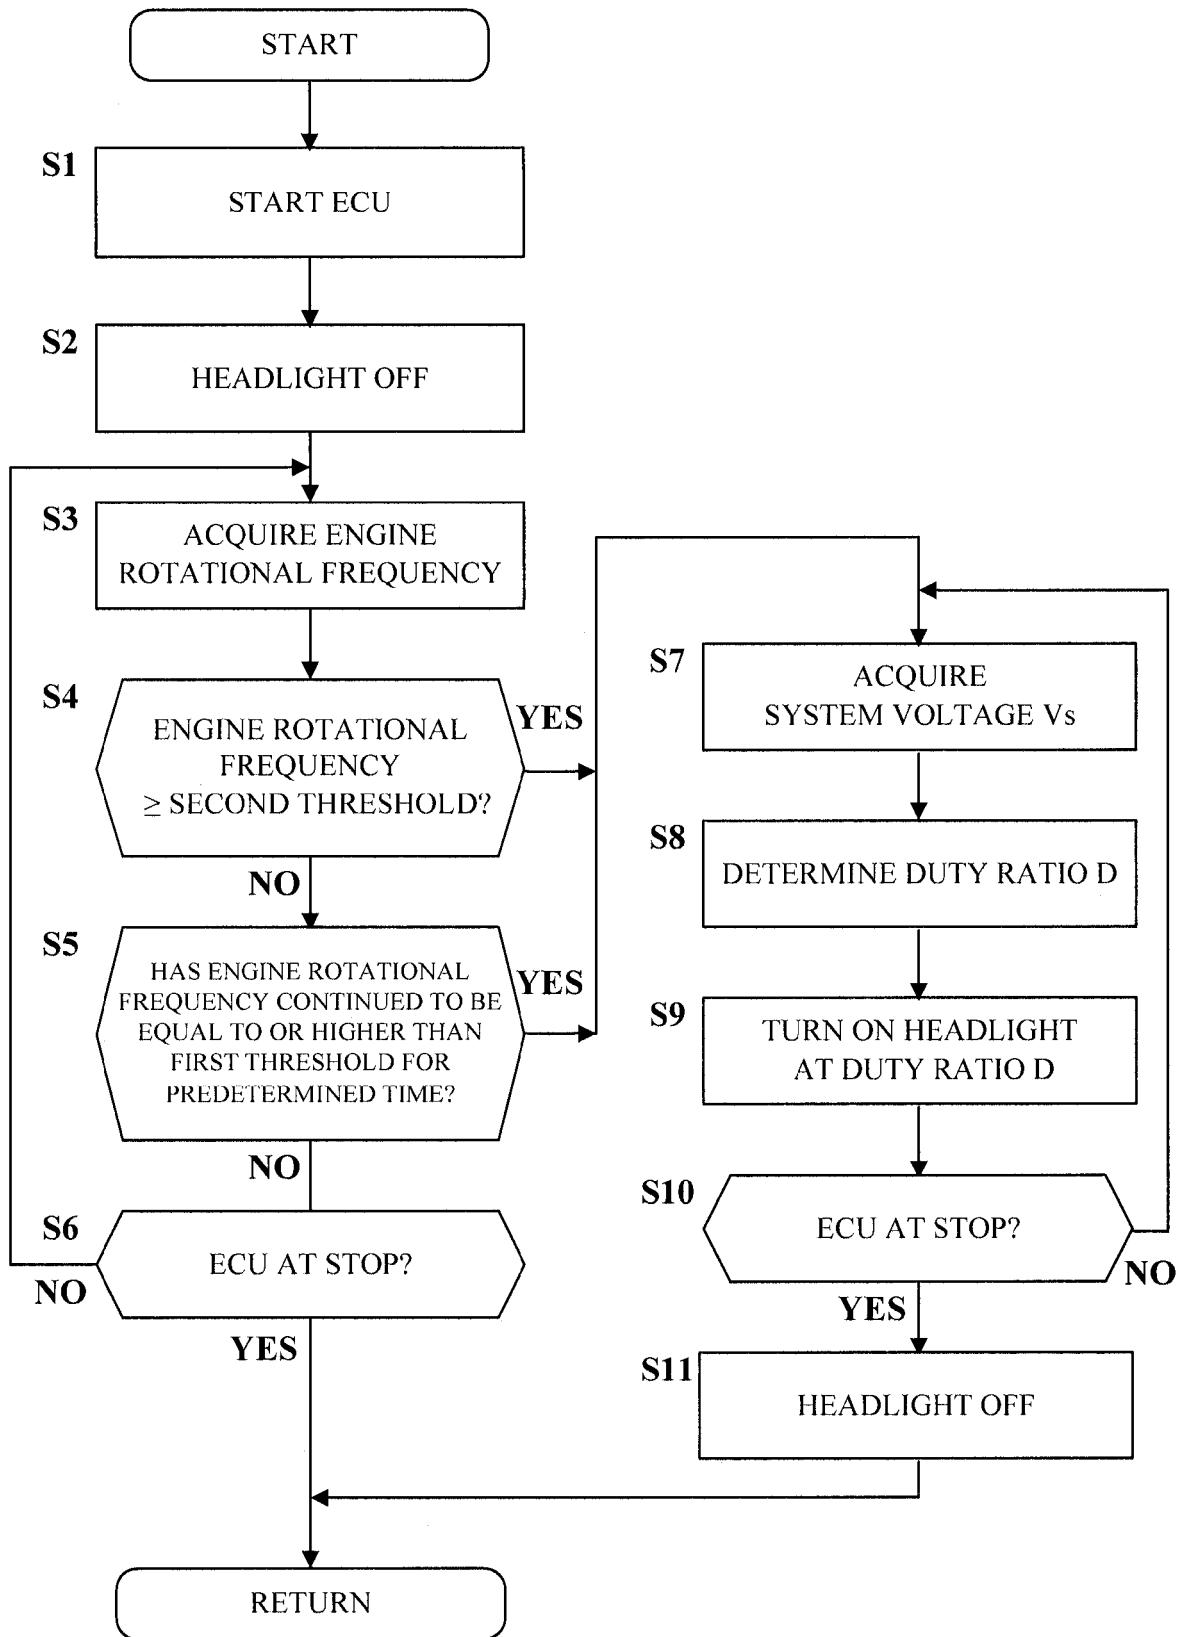 START
S1
START ECU
S2
HEADLIGHT OFF
S3
ACQUIRE ENGINE
ROTATIONAL FREQUENCY
S4
ENGINE ROTATIONAL
FREQUENCY
≥ SECOND THRESHOLD?
YES
NO
S5
HAS ENGINE ROTATIONAL
FREQUENCY CONTINUED TO BE
EQUAL TO OR HIGHER THAN
FIRST THRESHOLD FOR
PREDETERMINED TIME?
YES
NO
S6
ECU AT STOP?
NO
YES
S7
ACQUIRE
SYSTEM VOLTAGE Vs
S8
DETERMINE DUTY RATIO D
S9
TURN ON HEADLIGHT
AT DUTY RATIO D
S10
ECU AT STOP?
NO
YES
S11
HEADLIGHT OFF
RETURN